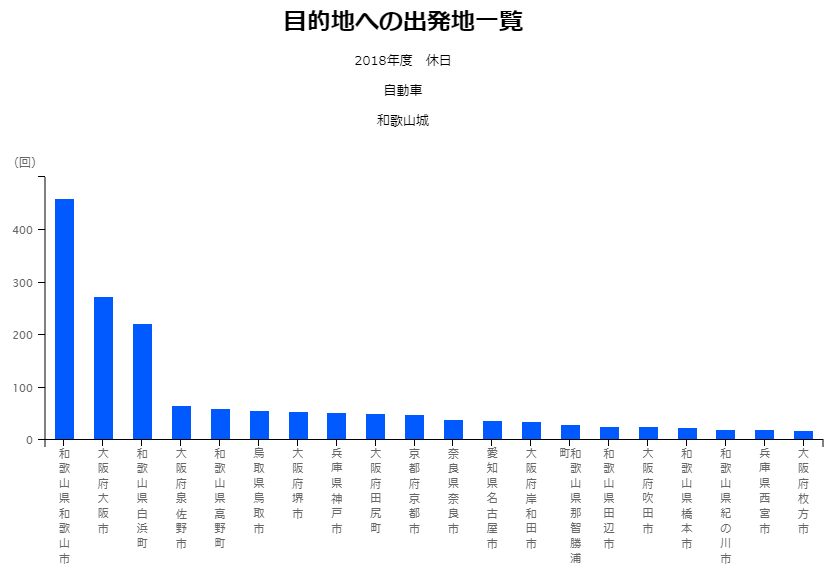 目的地への出発地一覧
2018年度　休日
自動車
和歌山城
(回)
400
300
200
100
0
和歌山県和歌山市
大阪府大阪市
和歌山県白浜町
大阪府泉佐野市
和歌山県高野町
鳥取県鳥取市
大阪府堺市
兵庫県神戸市
大阪府田尻町
京都府京都市
奈良県奈良市
愛知県名古屋市
大阪府岸和田市
和歌山県那智勝浦町
和歌山県田辺市
大阪府吹田市
和歌山県橋本市
和歌山県紀の川市
兵庫県西宮市
大阪府枚方市